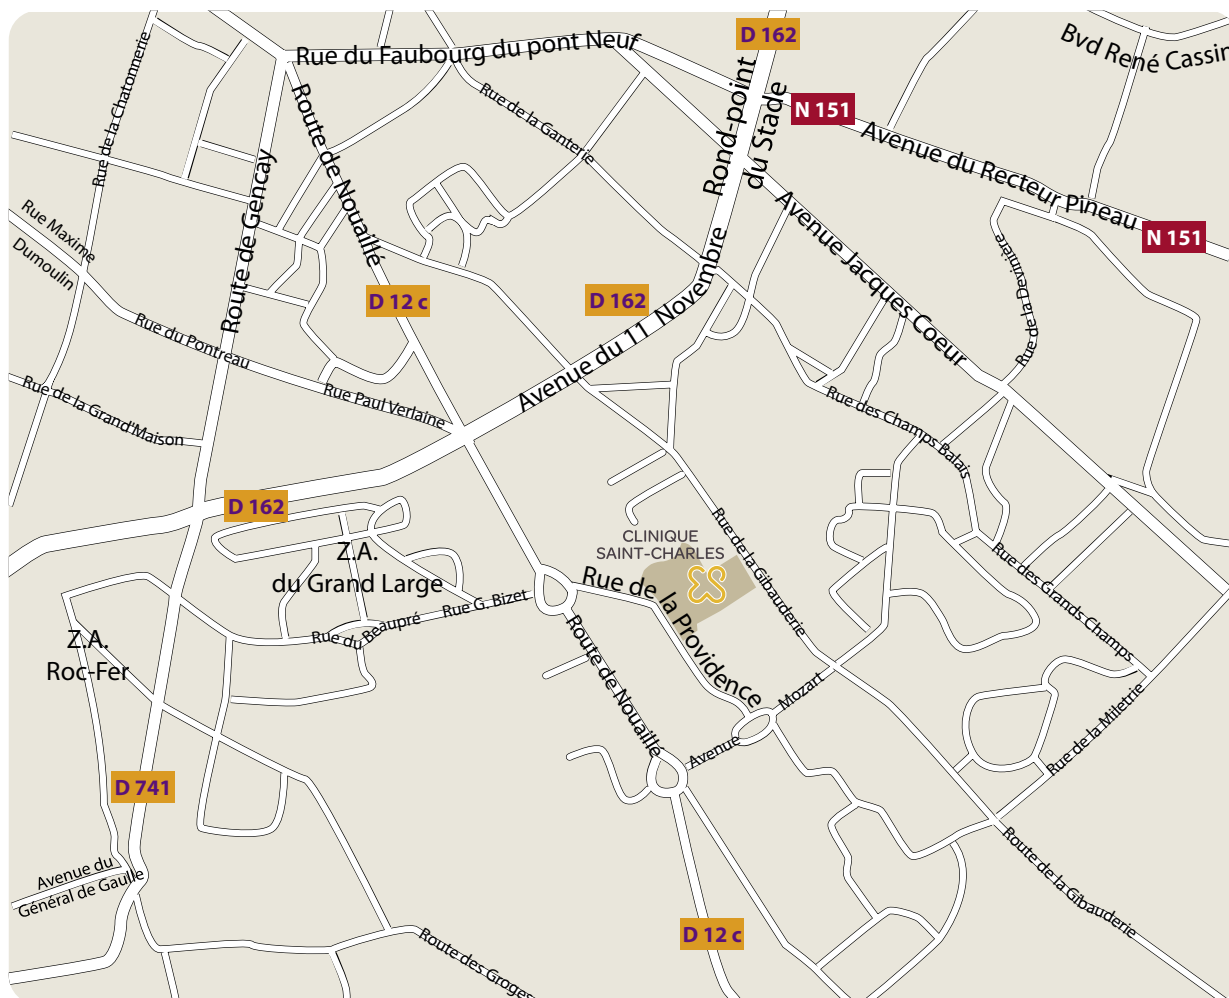 D 162
Bvd René Cassin
Rue du Faubourg du pont Neuf
Rue de la Chatonnerie
Rond-point
du Stade
N 151
Rue de la Ganterie
Route de Nouaillé
Avenue du Recteur Pineau
Route de Gencay
Rue Maxime
Dumoulin
Avenue Jacques Coeur
N 151
Rue de la Devinière
D 12 c
D 162
Avenue du 11 Novembre
Rue du Pontreau
Rue Paul Verlaine
Rue de la Grand'Maison
Rue des Champs Balais
D 162
Z.A.
du Grand Large
CLINIQUE
SAINT-CHARLES
Rue de la Gibauderie
Rue de la Providence
Rue des Grands Champs
Rue G. Bizet
Rue du Beaupré
Z.A.
Roc-Fer
Route de Nouaillé
Mozart
Avenue
Rue de la Miletrie
D 741
Avenue du
Général de Gaulle
Route de la Gibauderie
D 12 c
Route des Groges